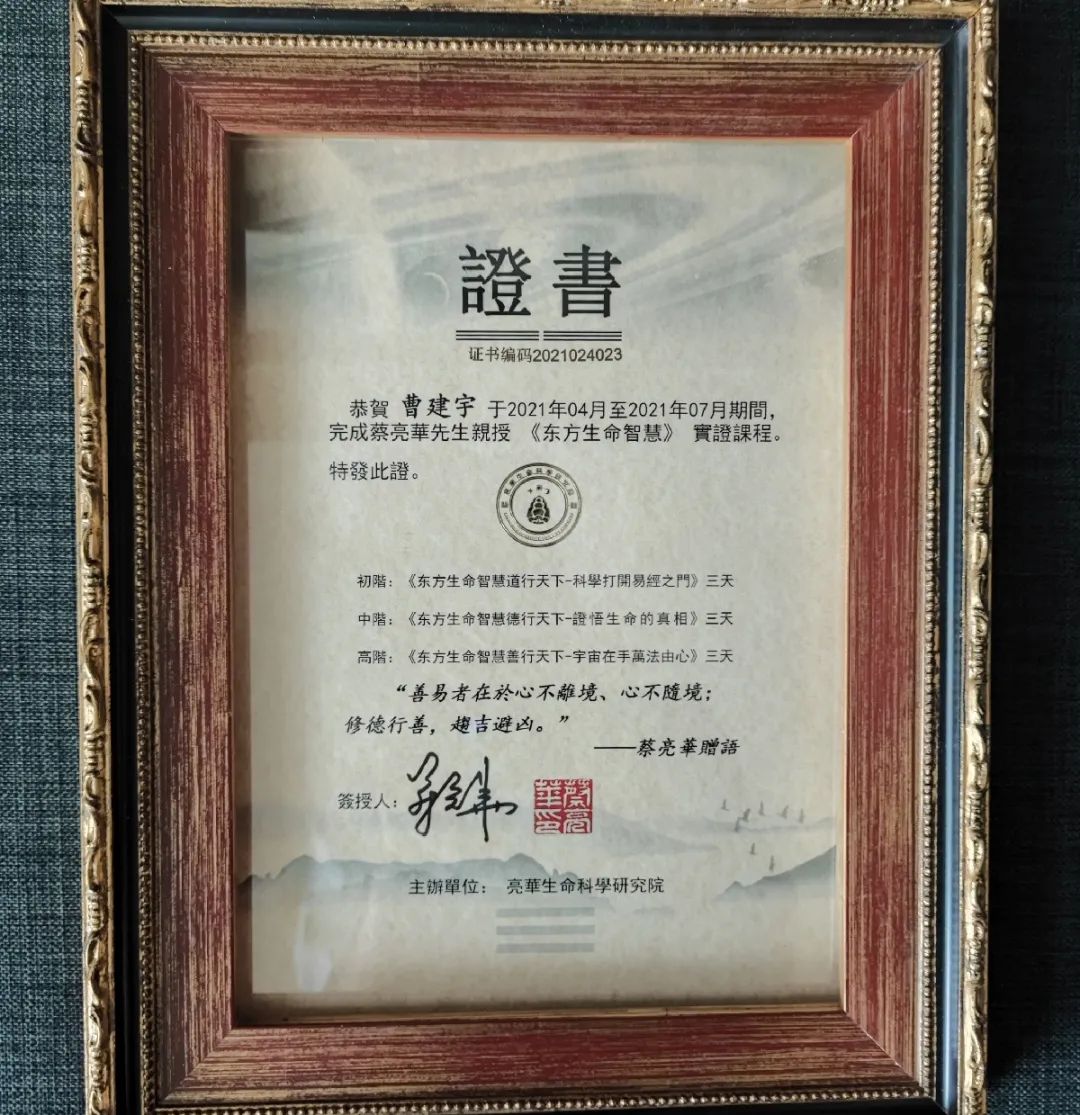 證書
证书编码2021024023
恭賀 曹建宇 于2021年04月至2021年07月期間，
完成蔡亮華先生親授 《东方生命智慧》 實證課程。
特發此證。
初階：《东方生命智慧道行天下-科學打開易經之門》三天
中階：《东方生命智慧德行天下-證悟生命的真相》三天
高階：《东方生命智慧善行天下-宇宙在手萬法由心》三天
“善易者在於心不離境、心不隨境；
修德行善，趨吉避凶。”
——蔡亮華贈語
簽授人：蔡亮華
蔡亮華印
主辦單位： 亮華生命科學研究院